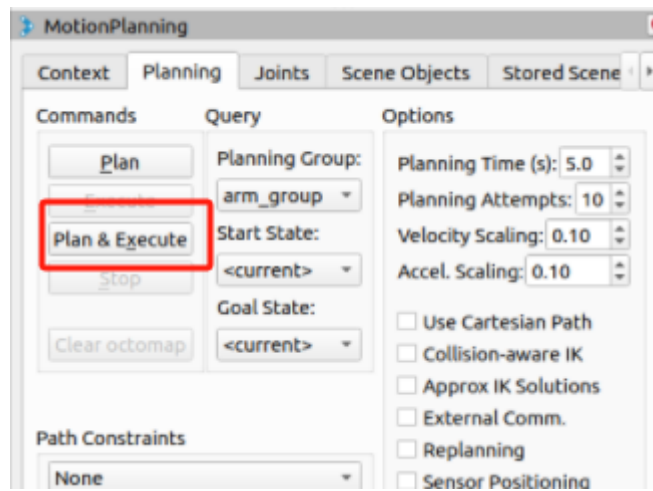 MotionPlanning
Context Planning Joints Scene Objects Stored Scene
Commands Query Options
Plan
Execute
Plan & Execute
Stop
Clear octomap
Planning Group:
arm_group
Start State:
<current>
Goal State:
<current>
Planning Time (s): 5.0
Planning Attempts: 10
Velocity Scaling: 0.10
Accel. Scaling: 0.10
Use Cartesian Path
Collision-aware IK
Approx IK Solutions
External Comm.
Replanning
Sensor Positioning
Path Constraints
None